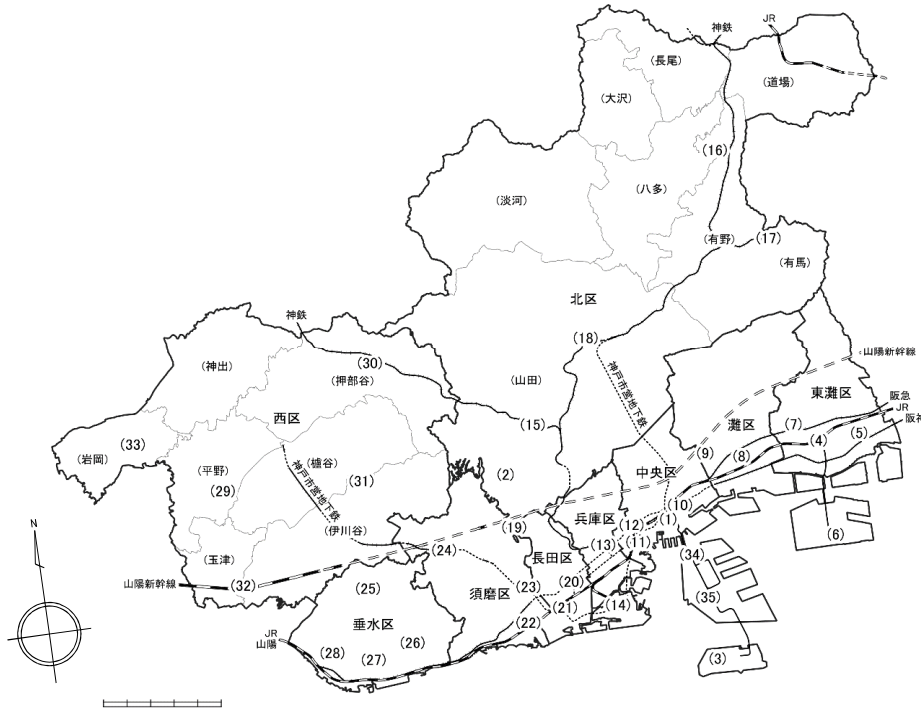 JR
神鉄
(長尾)
(道場)
(大沢)
(16)
(八多)
(淡河)
(有野)
(17)
(有馬)
北区
神鉄
(18)
山陽新幹線
(神出)
(30)
(押部谷)
(山田)
神戸市営地下鉄
東灘区
阪急
JR
阪神
西区
(15)
灘区
(7)
(4)
(5)
(33)
(岩岡)
(平野)
(29)
(櫨谷)
(31)
神戸市営地下鉄
(2)
中央区
(9)
(8)
(10)
(1)
(6)
(伊川谷)
(19)
兵庫区
(12)
(11)
(13)
(34)
N
(玉津)
(24)
長田区
(20)
山陽新幹線
(32)
(25)
須磨区
(23)
(21)
(14)
(35)
(22)
垂水区
JR
山陽
(28)
(27)
(26)
(3)